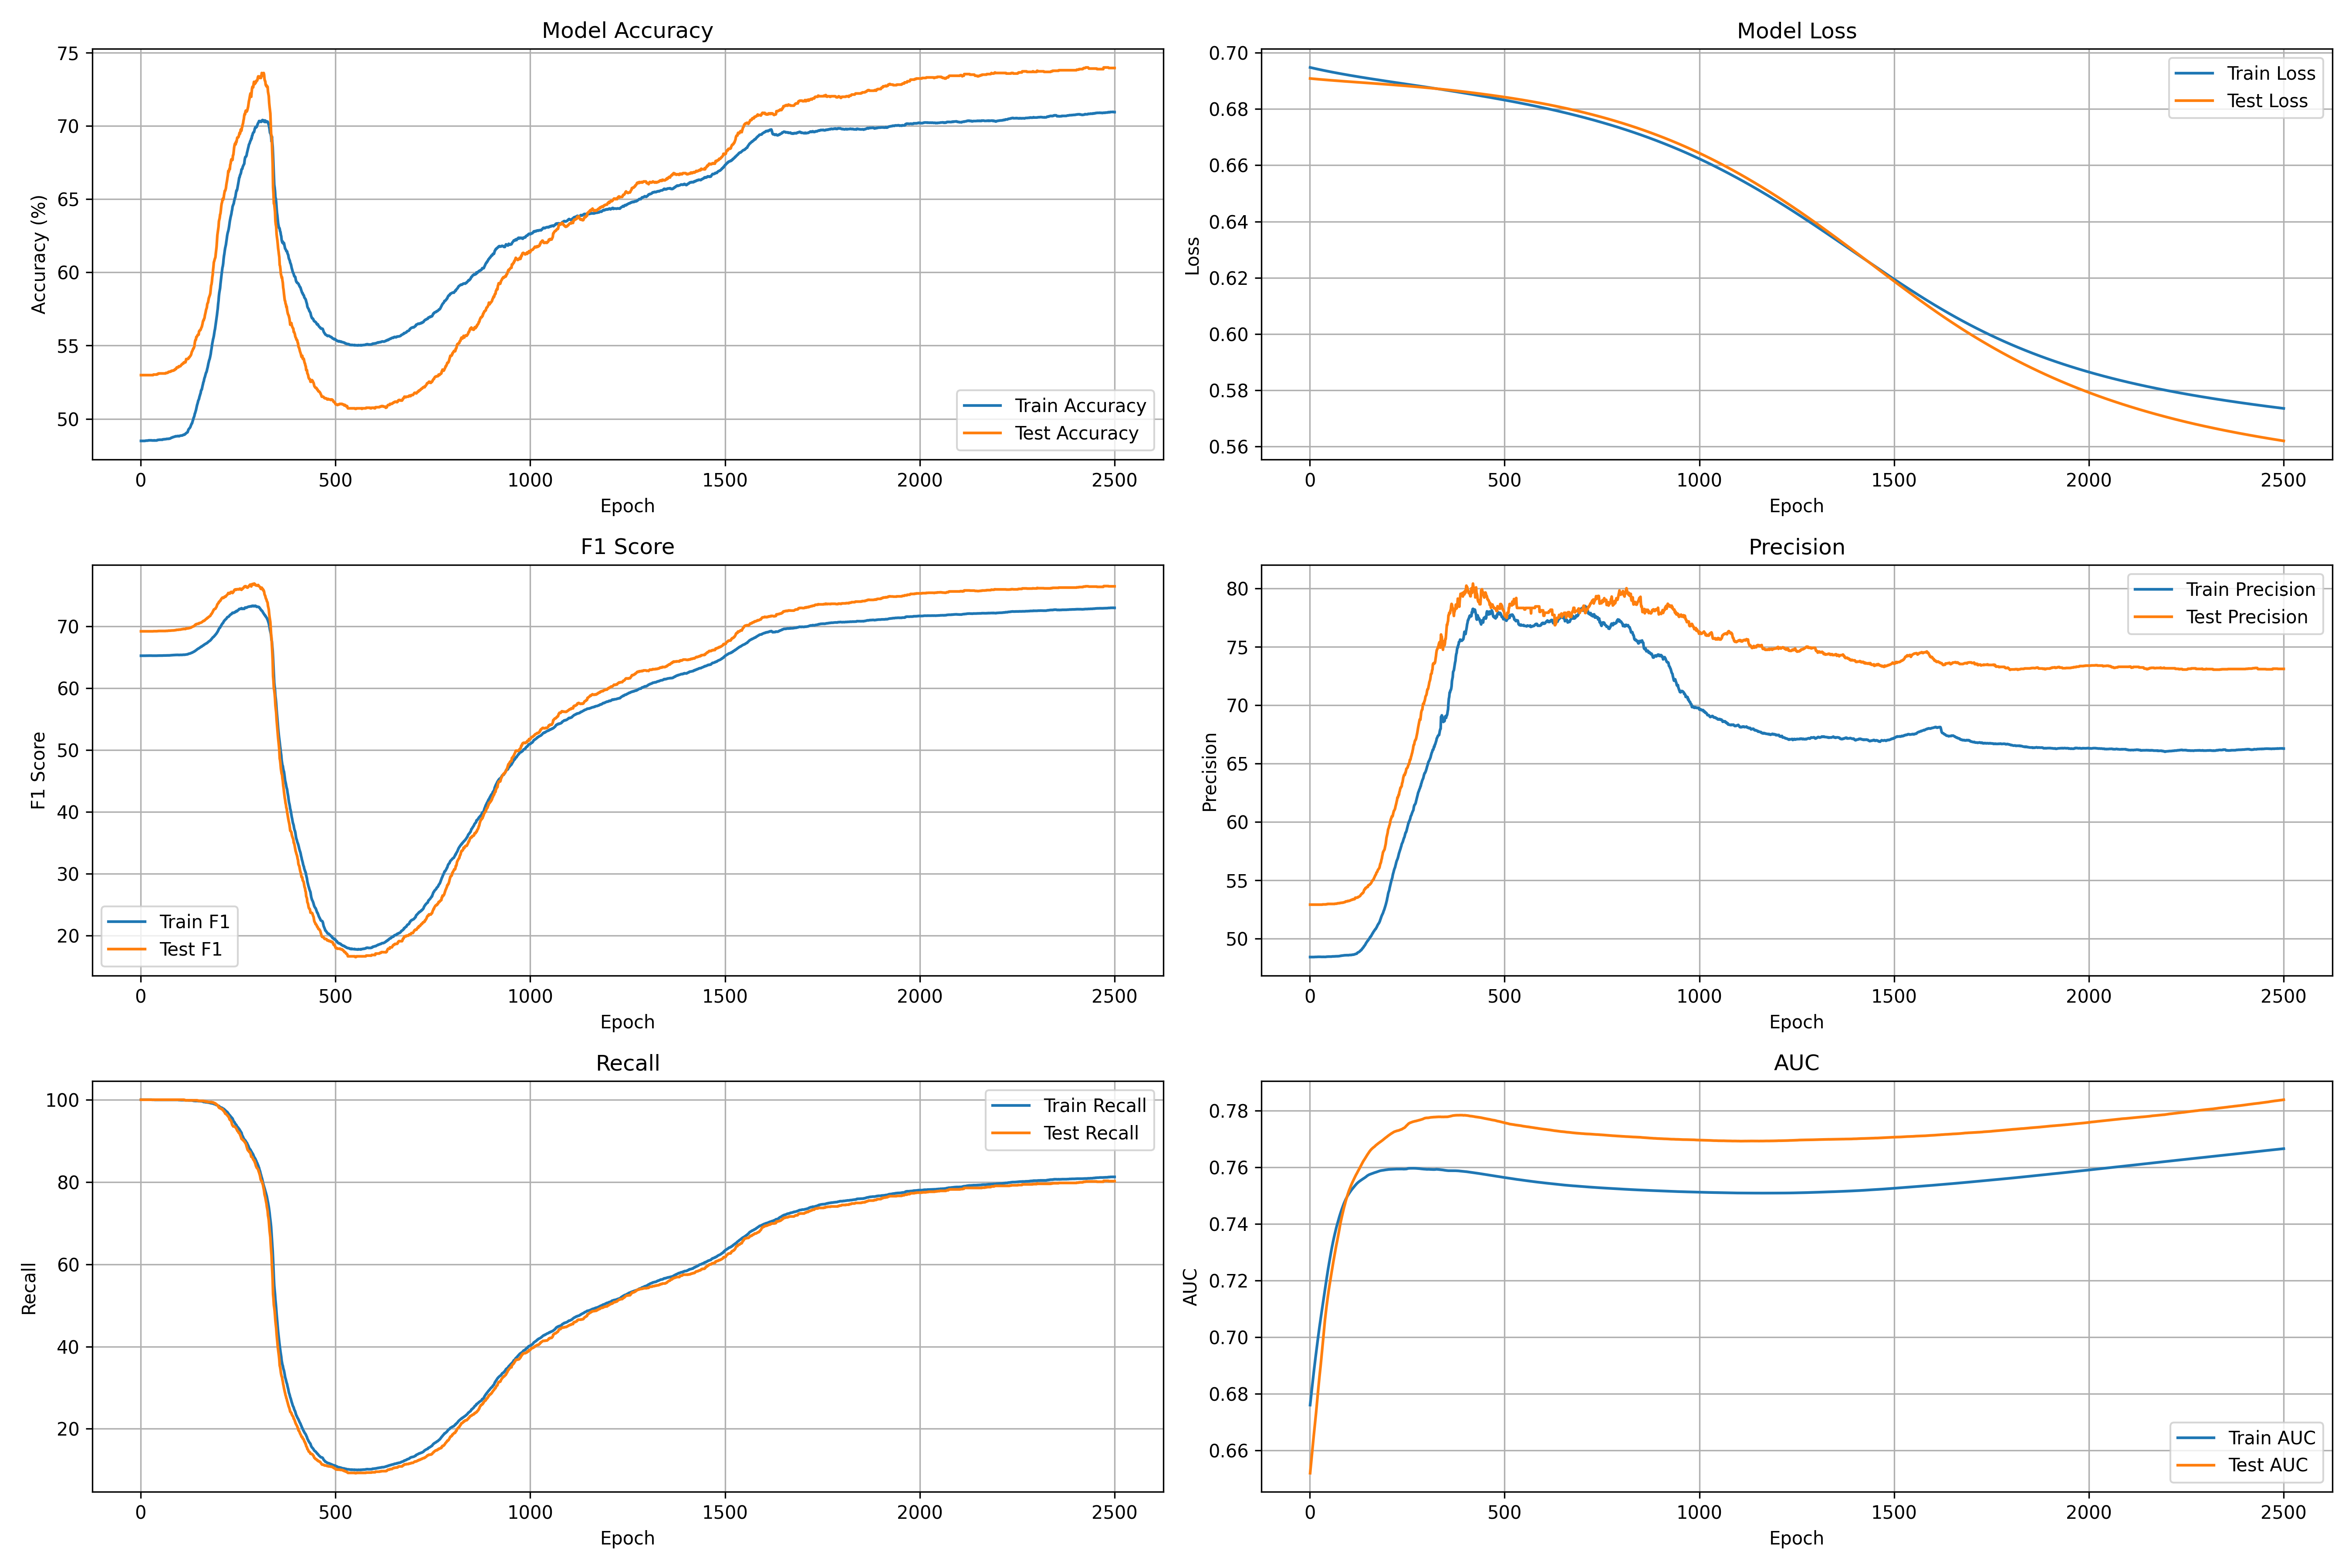 Model Accuracy
75
70
65
60
55
50
Accuracy (%)
Train Accuracy
Test Accuracy
0 500 1000 1500 2000 2500
Epoch
Model Loss
0.70
0.68
0.66
0.64
0.62
0.60
0.58
0.56
Loss
Train Loss
Test Loss
0 500 1000 1500 2000 2500
Epoch
F1 Score
70
60
50
40
30
20
F1 Score
Train F1
Test F1
0 500 1000 1500 2000 2500
Epoch
Precision
80
75
70
65
60
55
50
Precision
Train Precision
Test Precision
0 500 1000 1500 2000 2500
Epoch
Recall
100
80
60
40
20
Recall
Train Recall
Test Recall
0 500 1000 1500 2000 2500
Epoch
AUC
0.78
0.76
0.74
0.72
0.70
0.68
0.66
AUC
Train AUC
Test AUC
0 500 1000 1500 2000 2500
Epoch